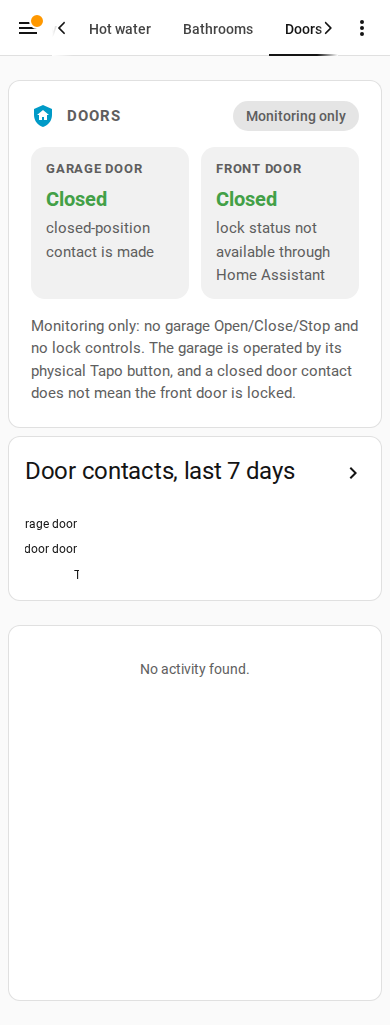 Hot water
Bathrooms
Doors
DOORS
Monitoring only
GARAGE DOOR
Closed
closed-position
contact is made
FRONT DOOR
Closed
lock status not
available through
Home Assistant
Monitoring only: no garage Open/Close/Stop and
no lock controls. The garage is operated by its
physical Tapo button, and a closed door contact
does not mean the front door is locked.
Door contacts, last 7 days
rage door
door door
T
No activity found.